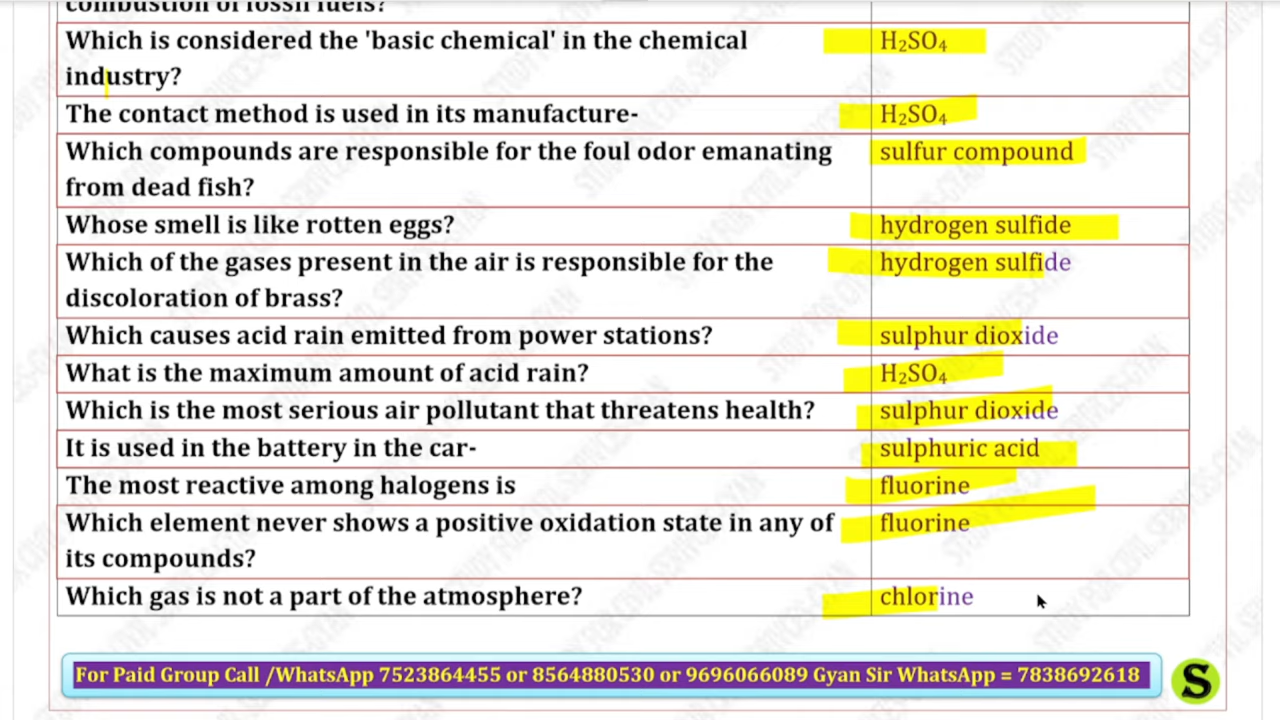 combustion of fossil fuels?
Which is considered the 'basic chemical' in the chemical H₂SO₄
industry?
The contact method is used in its manufacture- H₂SO₄
Which compounds are responsible for the foul odor emanating sulfur compound
from dead fish?
Whose smell is like rotten eggs? hydrogen sulfide
Which of the gases present in the air is responsible for the hydrogen sulfide
discoloration of brass?
Which causes acid rain emitted from power stations? sulphur dioxide
What is the maximum amount of acid rain? H₂SO₄
Which is the most serious air pollutant that threatens health? sulphur dioxide
It is used in the battery in the car- sulphuric acid
The most reactive among halogens is fluorine
Which element never shows a positive oxidation state in any of fluorine
its compounds?
Which gas is not a part of the atmosphere? chlorine
For Paid Group Call /WhatsApp 7523864455 or 8564880530 or 9696066089 Gyan Sir WhatsApp = 7838692618
S